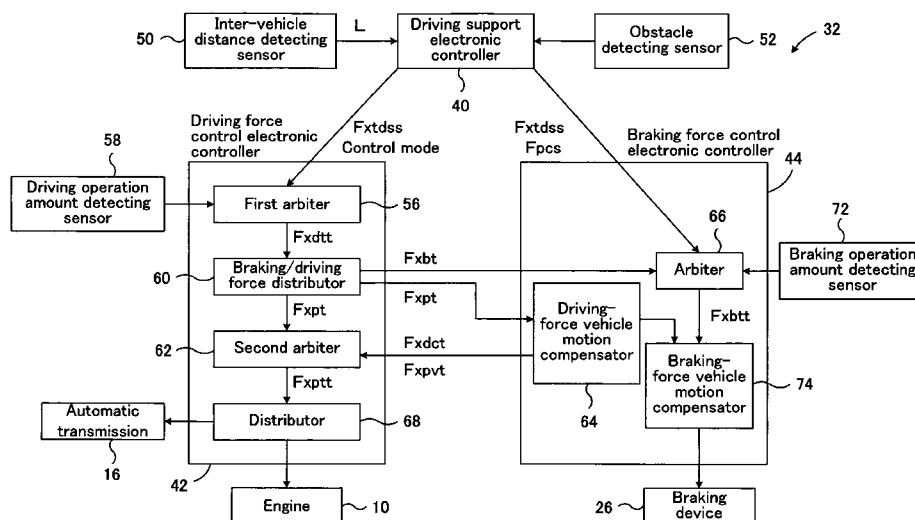 50
Inter-vehicle
distance detecting
sensor
L
Driving support
electronic
controller
40
Obstacle
detecting sensor
52
32
Driving force
control electronic
controller
Fxtdss
Control mode
Fxtdss
Fpcs
Braking force control
electronic controller
44
58
Driving operation
amount detecting
sensor
First arbiter
56
66
72
Fxdtt
60
Braking/driving
force distributor
Fxbt
Arbiter
Braking operation
amount detecting
sensor
Fxpt
Fxpt
Driving-
force vehicle
motion
compensator
Fxbtt
62
Second arbiter
Fxdct
Fxpvt
64
Braking-
force vehicle
motion
compensator
74
Fxptt
Automatic
transmission
16
Distributor
68
42
Engine
10
26
Braking
device